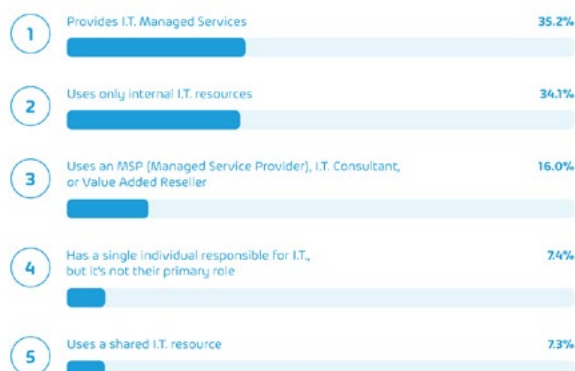 1
Provides I.T. Managed Services
35.2%
2
Uses only internal I.T. resources
34.1%
3
Uses an MSP (Managed Service Provider), I.T. Consultant,
or Value Added Reseller
16.0%
4
Has a single individual responsible for I.T.,
but it's not their primary role
7.4%
5
Uses a shared I.T. resource
7.3%